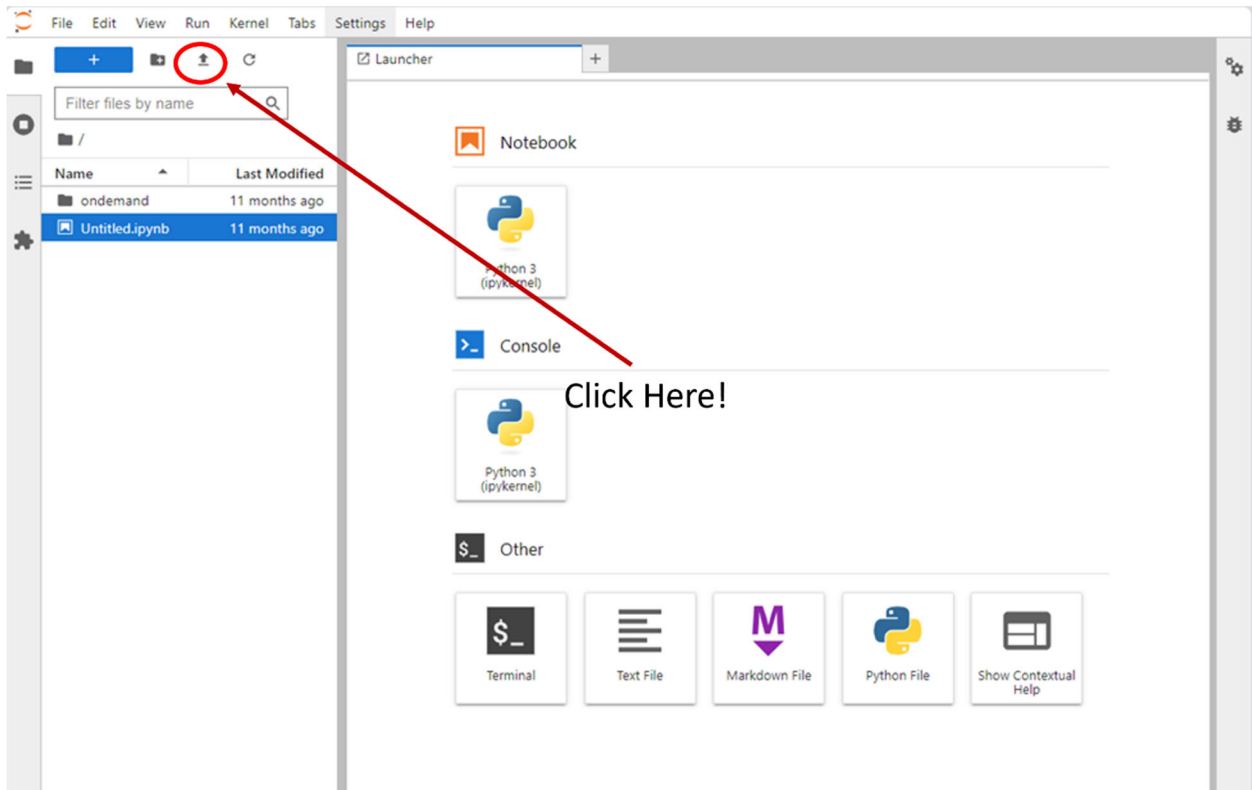 File Edit View Run Kernel Tabs Settings Help
+
Launcher +
Filter files by name
/
Name Last Modified
ondemand 11 months ago
Untitled.ipynb 11 months ago
Notebook
Python 3
(ipykernel)
>_ Console
Click Here!
Python 3
(ipykernel)
$_ Other
$_
M
Terminal
Text File
Markdown File
Python File
Show Contextual
Help